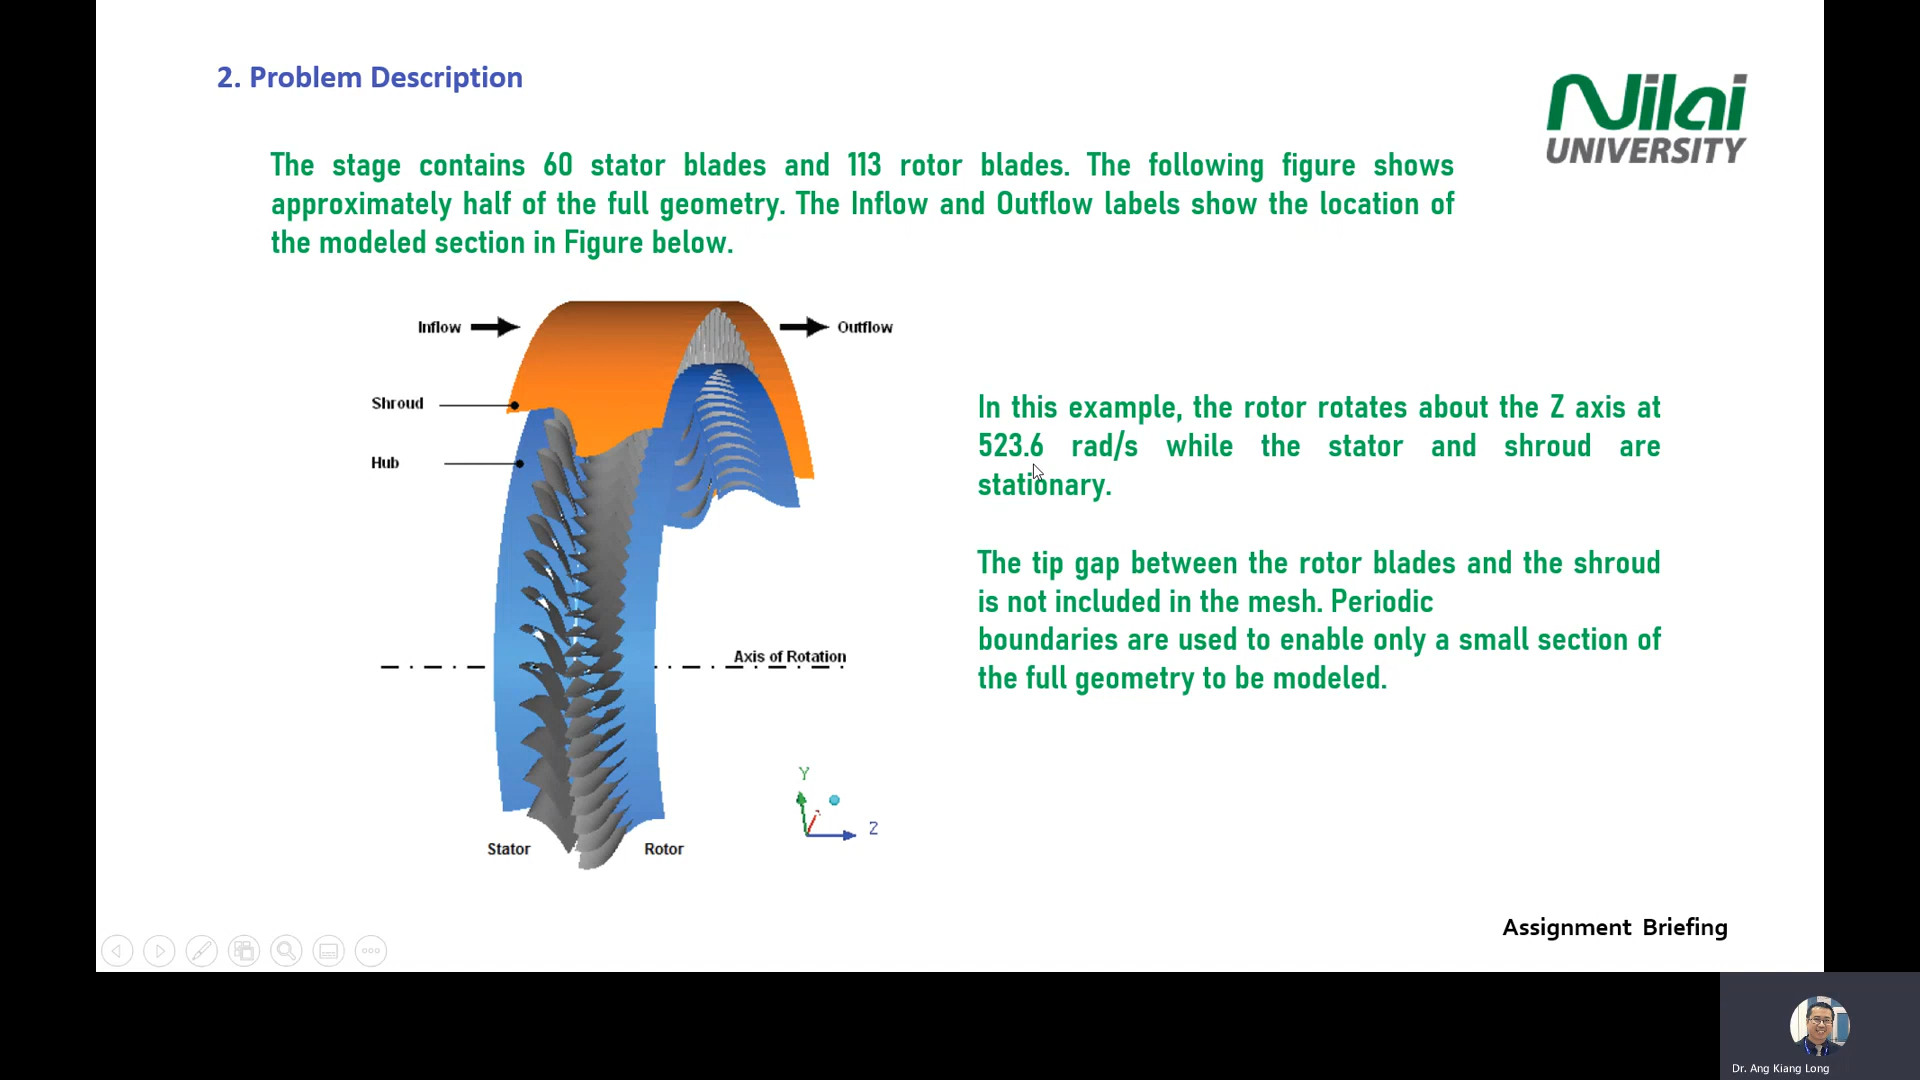 2. Problem Description
Nilai
UNIVERSITY
The stage contains 60 stator blades and 113 rotor blades. The following figure shows
approximately half of the full geometry. The Inflow and Outflow labels show the location of
the modeled section in Figure below.
Inflow
Outflow
Shroud
Hub
Axis of Rotation
Y
Z
Stator
Rotor
In this example, the rotor rotates about the Z axis at
523.6 rad/s while the stator and shroud are
stationary.
The tip gap between the rotor blades and the shroud
is not included in the mesh. Periodic
boundaries are used to enable only a small section of
the full geometry to be modeled.
Assignment Briefing
Dr. Ang Kiang Long